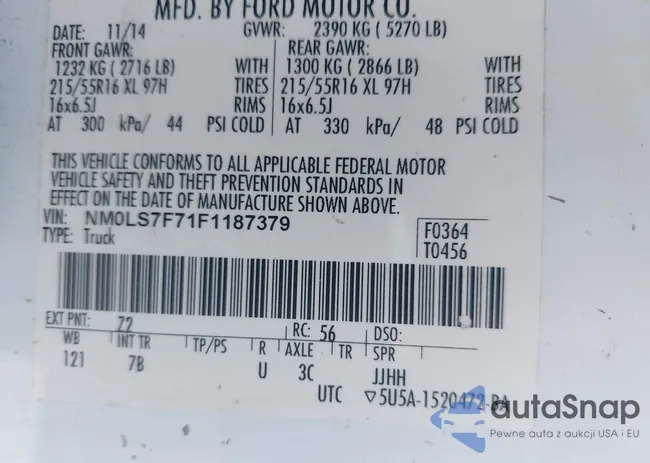 MFD. BY FORD MOTOR CO.
DATE: 11/14 GVWR: 2390 KG ( 5270 LB)
FRONT GAWR: REAR GAWR:
1232 KG ( 2716 LB) WITH 1300 KG ( 2866 LB) WITH
215/55R16 XL 97H TIRES 215/55R16 XL 97H TIRES
16x6.5J RIMS 16x6.5J RIMS
AT 300 kPa/ 44 PSI COLD AT 330 kPa/ 48 PSI COLD
THIS VEHICLE CONFORMS TO ALL APPLICABLE FEDERAL MOTOR
VEHICLE SAFETY AND THEFT PREVENTION STANDARDS IN
EFFECT ON THE DATE OF MANUFACTURE SHOWN ABOVE.
VIN: NM0LS7F71F1187379 F0364
TYPE: Truck T0456
EXT PNT: 72 RC: 56 DSO:
WB INT TR TP/PS R AXLE TR SPR
121 7B U 3C JJHH
UTC ▽5U5A-1520472-BA
autaSnap
Pewne auta z aukcji USA i EU